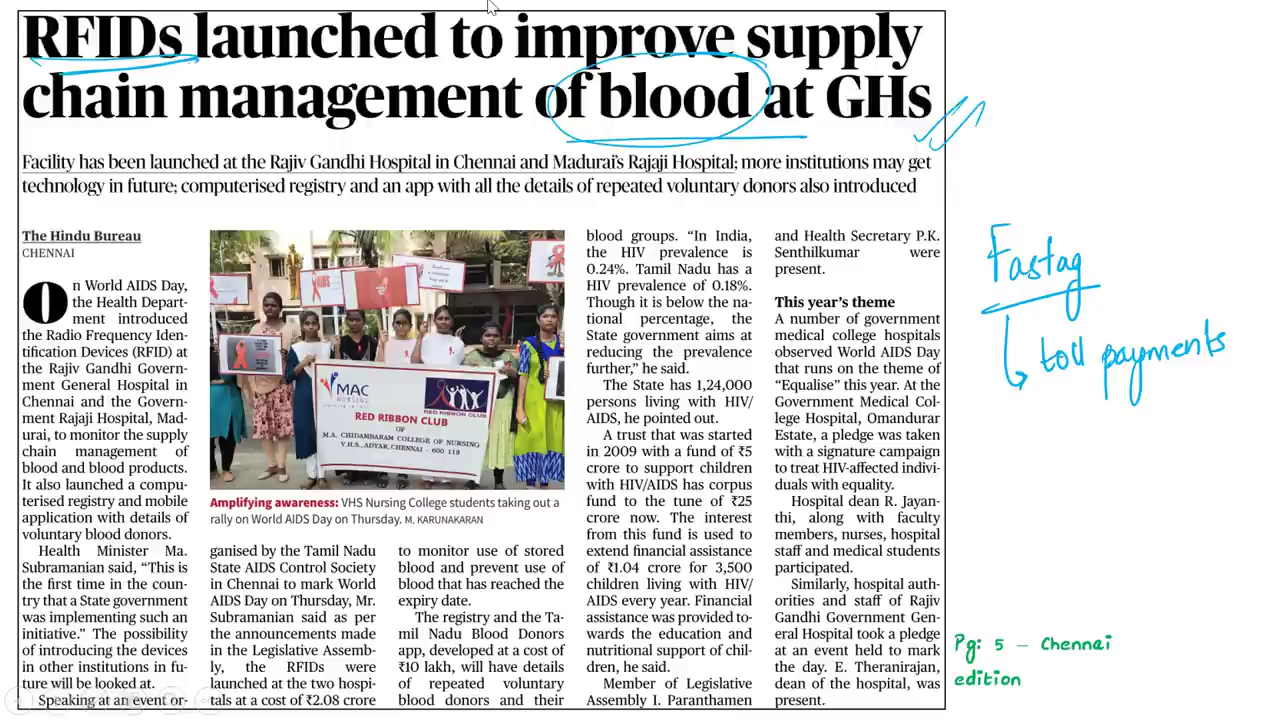 RFIDs launched to improve supply
chain management of blood at GHs
Facility has been launched at the Rajiv Gandhi Hospital in Chennai and Madurai's Rajaji Hospital; more institutions may get
technology in future; computerised registry and an app with all the details of repeated voluntary donors also introduced
The Hindu Bureau
CHENNAI
On World AIDS Day,
the Health Depart-
ment introduced
the Radio Frequency Iden-
tification Devices (RFID) at
the Rajiv Gandhi Govern-
ment General Hospital in
Chennai and the Govern-
ment Rajaji Hospital, Mad-
urai, to monitor the supply
chain management of
blood and blood products.
It also launched a compu-
terised registry and mobile
application with details of
voluntary blood donors.
Health Minister Ma.
Subramanian said, “This is
the first time in the coun-
try that a State government
was implementing such an
initiative.” The possibility
of introducing the devices
in other institutions in fu-
ture will be looked at.
Speaking at an event or-
MAC
NURSING
RED RIBBON CLUB
RED RIBBON CLUB
OF
M.A. CHIDAMBARAM COLLEGE OF NURSING
V.H.S., ADYAR, CHENNAI - 600 113
Amplifying awareness: VHS Nursing College students taking out a
rally on World AIDS Day on Thursday. M. KARUNAKARAN
ganised by the Tamil Nadu
State AIDS Control Society
in Chennai to mark World
AIDS Day on Thursday, Mr.
Subramanian said as per
the announcements made
in the Legislative Assemb-
ly, the RFIDs were
launched at the two hospi-
tals at a cost of ₹2.08 crore
to monitor use of stored
blood and prevent use of
blood that has reached the
expiry date.
The registry and the Ta-
mil Nadu Blood Donors
app, developed at a cost of
₹10 lakh, will have details
of repeated voluntary
blood donors and their
blood groups. “In India,
the HIV prevalence is
0.24%. Tamil Nadu has a
HIV prevalence of 0.18%.
Though it is below the na-
tional percentage, the
State government aims at
reducing the prevalence
further,” he said.
The State has 1,24,000
persons living with HIV/
AIDS, he pointed out.
A trust that was started
in 2009 with a fund of ₹5
crore to support children
with HIV/AIDS has corpus
fund to the tune of ₹25
crore now. The interest
from this fund is used to
extend financial assistance
of ₹1.04 crore for 3,500
children living with HIV/
AIDS every year. Financial
assistance was provided to-
wards the education and
nutritional support of chil-
dren, he said.
Member of Legislative
Assembly I. Paranthamen
and Health Secretary P.K.
Senthilkumar were
present.
This year’s theme
A number of government
medical college hospitals
observed World AIDS Day
that runs on the theme of
“Equalise” this year. At the
Government Medical Col-
lege Hospital, Omandurar
Estate, a pledge was taken
with a signature campaign
to treat HIV-affected indivi-
duals with equality.
Hospital dean R. Jayan-
thi, along with faculty
members, nurses, hospital
staff and medical students
participated.
Similarly, hospital auth-
orities and staff of Rajiv
Gandhi Government Gen-
eral Hospital took a pledge
at an event held to mark
the day. E. Theranirajan,
dean of the hospital, was
present.
Fastag
toll payments
Pg: 5 – Chennai
edition